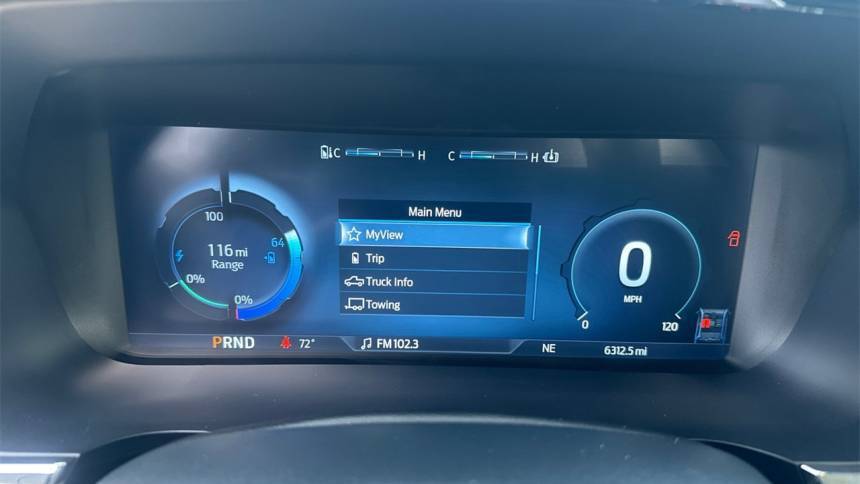 C H C H
Main Menu
MyView
Trip
Truck Info
Towing
100
64
116 mi
Range
0%
0%
0
MPH
0 120
PRND 72° FM 102.3 NE 6312.5 mi